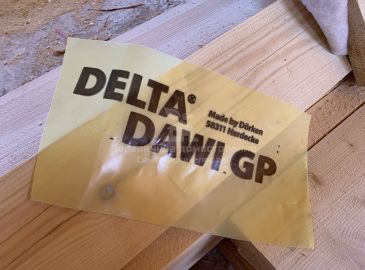 DELTA®
DAWI GP
Made by Dörken
58311 Herdecke